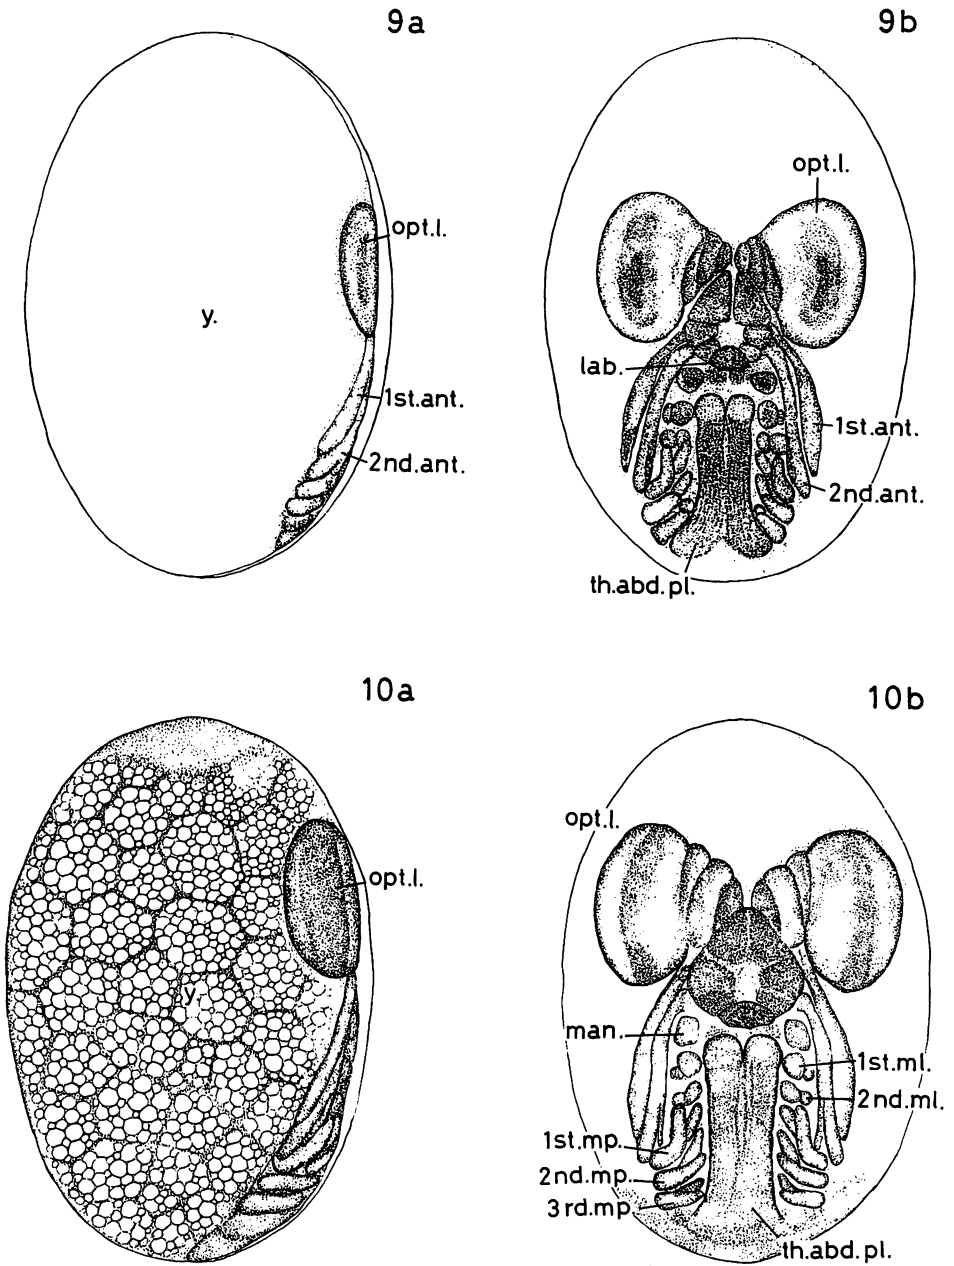 9a
opt.l.
y.
1st.ant.
2nd.ant.
9b
opt.l.
lab.
1st.ant.
2nd.ant.
th.abd.pl.
10a
opt.l.
y.
10b
opt.l.
man.
1st.ml.
2nd.ml.
1st.mp.
2nd.mp.
3rd.mp.
th.abd.pl.